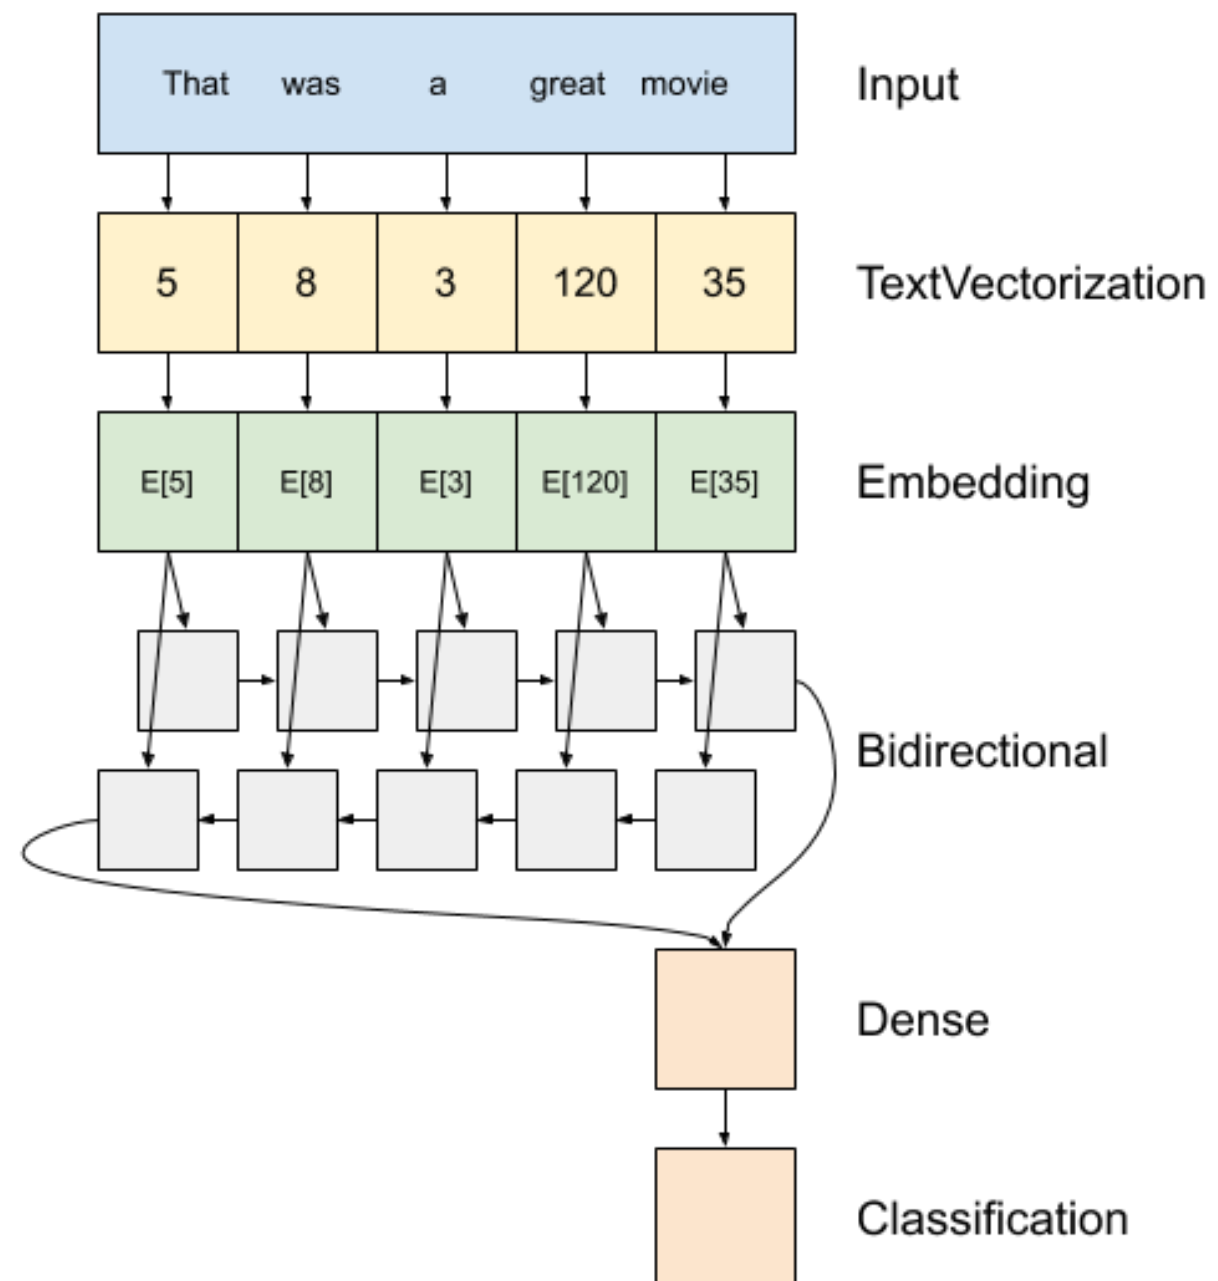 That was a great movie Input
5 8 3 120 35 TextVectorization
E[5] E[8] E[3] E[120] E[35] Embedding
Bidirectional
Dense
Classification